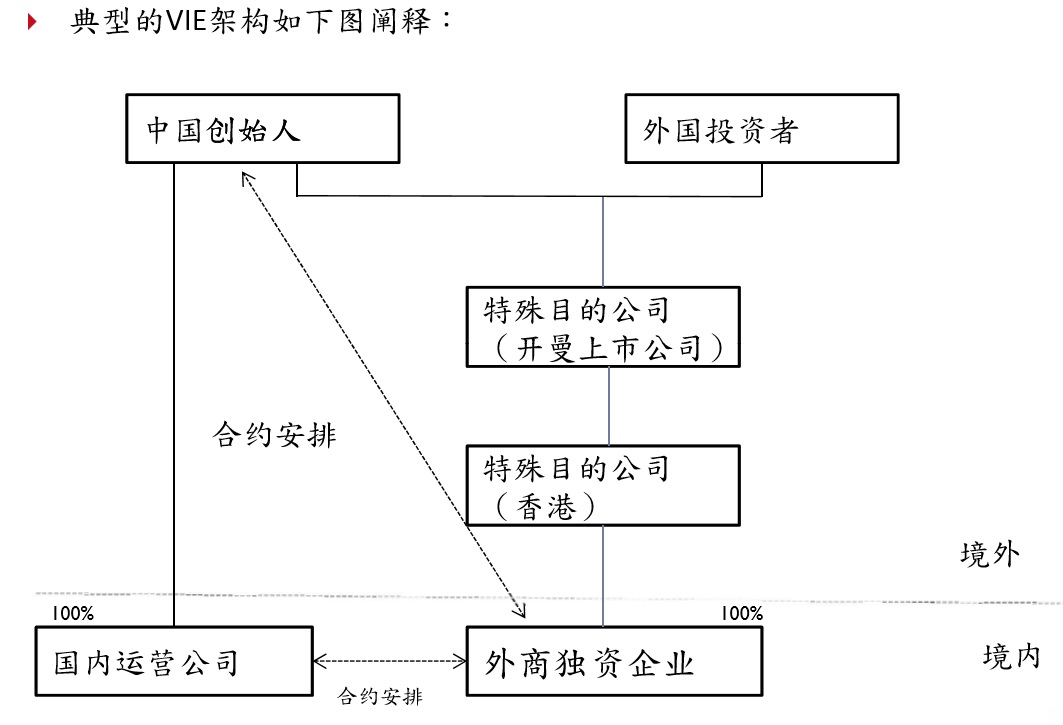 典型的VIE架构如下图阐释：
中国创始人
外国投资者
特殊目的公司
（开曼上市公司）
合约安排
特殊目的公司
（香港）
境外
100%
100%
国内运营公司
外商独资企业
境内
合约安排